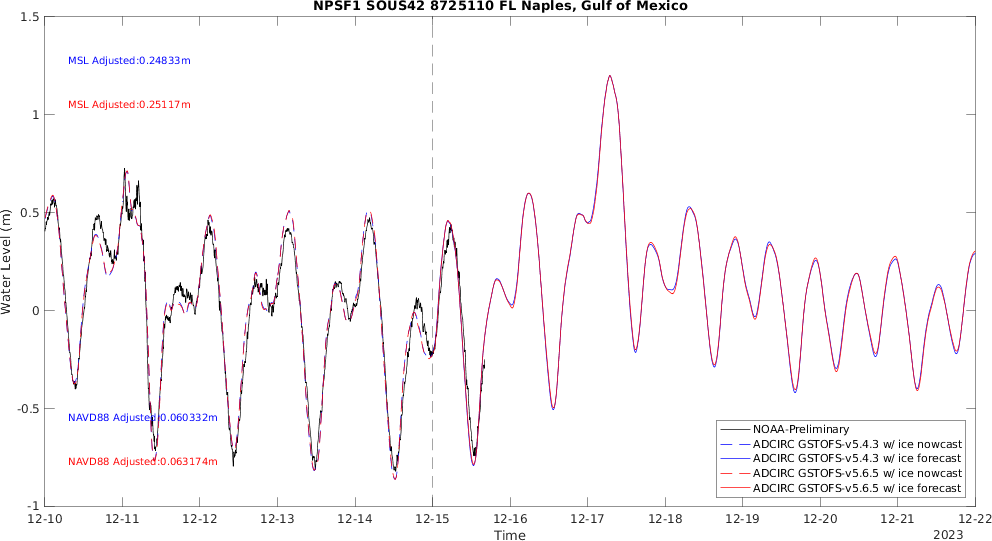 NPSF1 SOUS42 8725110 FL Naples, Gulf of Mexico
1.5
MSL Adjusted:0.24833m
MSL Adjusted:0.25117m
1
0.5
Water Level (m)
0
-0.5
NAVD88 Adjusted:0.060332m
NAVD88 Adjusted:0.063174m
-1
NOAA-Preliminary
ADCIRC GSTOFS-v5.4.3 w/ ice nowcast
ADCIRC GSTOFS-v5.4.3 w/ ice forecast
ADCIRC GSTOFS-v5.6.5 w/ ice nowcast
ADCIRC GSTOFS-v5.6.5 w/ ice forecast
12-10 12-11 12-12 12-13 12-14 12-15 12-16 12-17 12-18 12-19 12-20 12-21 12-22
Time
2023